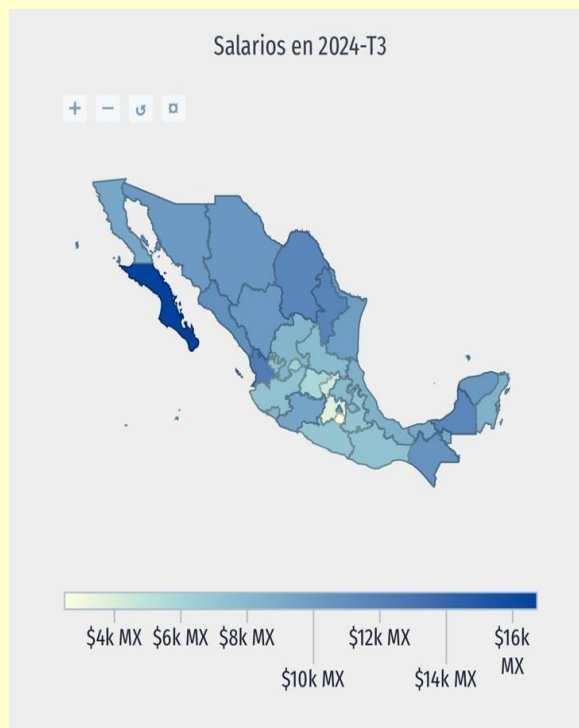 Salarios en 2024-T3
+ − ↺ ¤
$4k MX $6k MX $8k MX $12k MX $16k
MX
$10k MX $14k MX